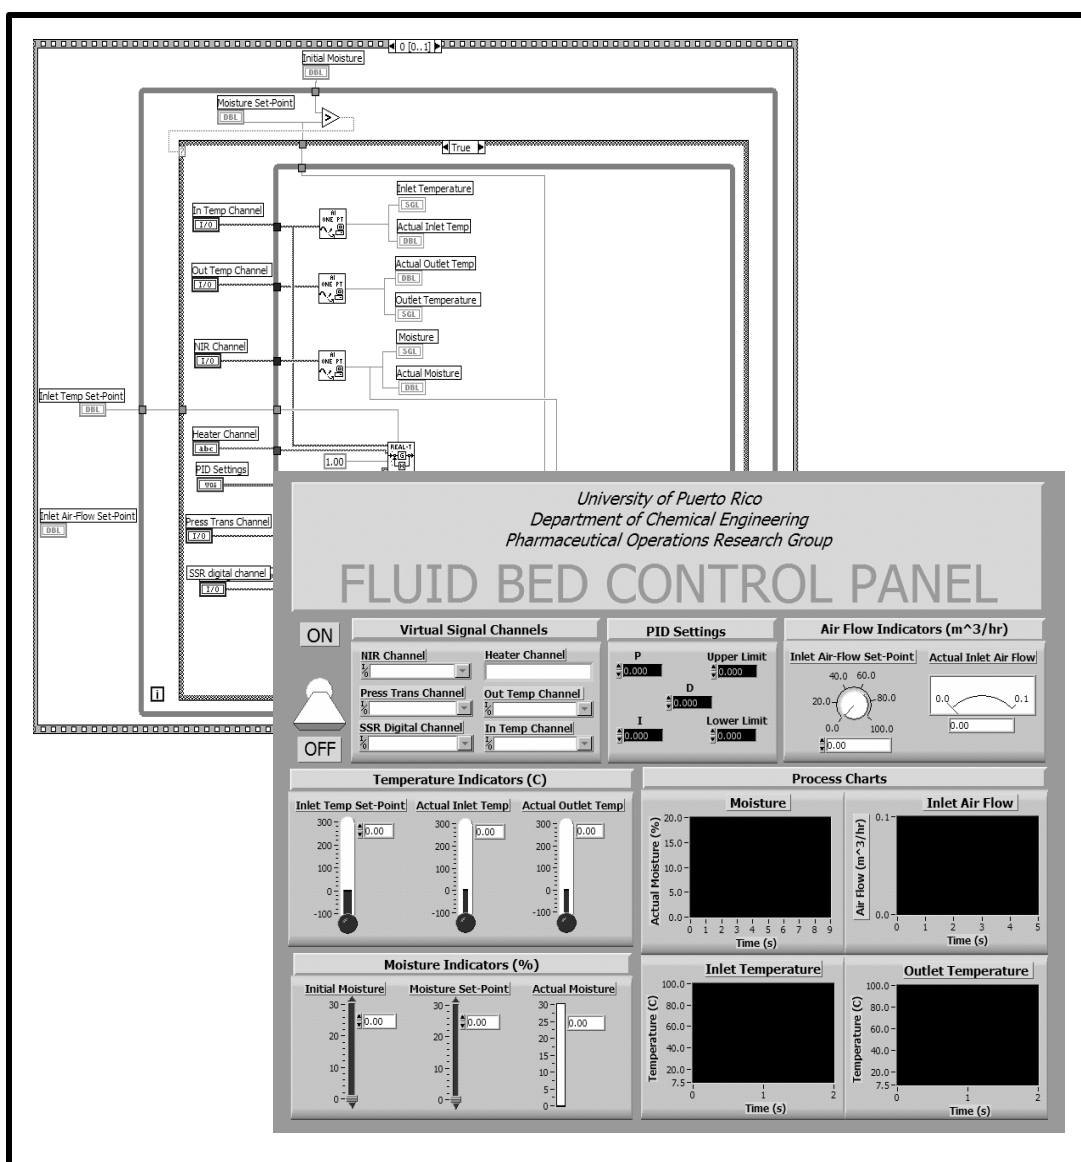 0 [0..1]
Initial Moisture
DBL
Moisture Set-Point
DBL
>
?
True
Inlet Temperature
SGL
In Temp Channel
I/O
AI
ONE PT
Actual Inlet Temp
DBL
Actual Outlet Temp
DBL
Out Temp Channel
I/O
AI
ONE PT
Outlet Temperature
SGL
Moisture
SGL
NIR Channel
I/O
AI
ONE PT
Actual Moisture
DBL
Inlet Temp Set-Point
DBL
Heater Channel
abc
REAL-T
G
H
1.00
PID Settings
Inlet Air-Flow Set-Point
DBL
Press Trans Channel
I/O
SSR digital channel
I/O
i
University of Puerto Rico
Department of Chemical Engineering
Pharmaceutical Operations Research Group
FLUID BED CONTROL PANEL
ON
OFF
Virtual Signal Channels
NIR Channel
I/O
Heater Channel
Press Trans Channel
I/O
Out Temp Channel
I/O
SSR Digital Channel
I/O
In Temp Channel
I/O
PID Settings
P
0.000
Upper Limit
0.000
D
0.000
I
0.000
Lower Limit
0.000
Air Flow Indicators (m^3/hr)
Inlet Air-Flow Set-Point
40.0 60.0
20.0 80.0
0.0 100.0
0.00
Actual Inlet Air Flow
0.0 0.1
0.00
Temperature Indicators (C)
Inlet Temp Set-Point
300
200
100
0
-100
0.00
Actual Inlet Temp
300
200
100
0
-100
0.00
Actual Outlet Temp
300
200
100
0
-100
0.00
Process Charts
Moisture
Actual Moisture (%)
20.0
15.0
10.0
5.0
0.0
0 1 2 3 4 5 6 7 8 9
Time (s)
Inlet Air Flow
Air Flow (m^3/hr)
0.1
0.0
0 1 2 3 4 5
Time (s)
Moisture Indicators (%)
Initial Moisture
30
20
10
0
0.00
Moisture Set-Point
30
20
10
0
0.00
Actual Moisture
30
25
20
15
10
5
0
0.00
Inlet Temperature
Temperature (C)
100.0
80.0
60.0
40.0
20.0
7.5
0 1 2
Time (s)
Outlet Temperature
Temperature (C)
100.0
80.0
60.0
40.0
20.0
7.5
0 1 2
Time (s)